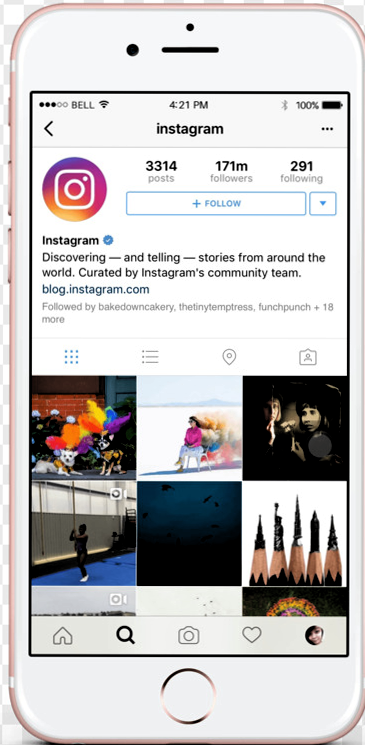 BELL 4:21 PM 100%
instagram
3314 171m 291
posts followers following
+ FOLLOW
Instagram
Discovering — and telling — stories from around the
world. Curated by Instagram's community team.
blog.instagram.com
Followed by bakedowncakery, thetinytemptress, funchpunch + 18
more